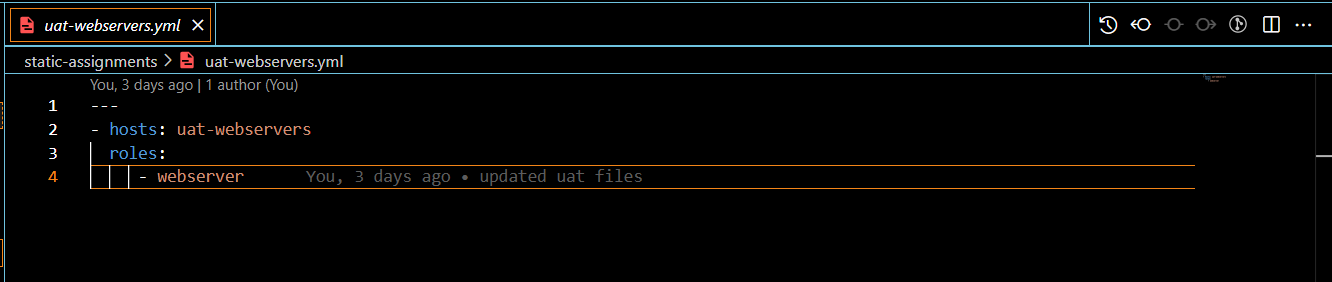 uat-webservers.yml
static-assignments > uat-webservers.yml
You, 3 days ago | 1 author (You)
1 ---
2 - hosts: uat-webservers
3 roles:
4 - webserver You, 3 days ago • updated uat files